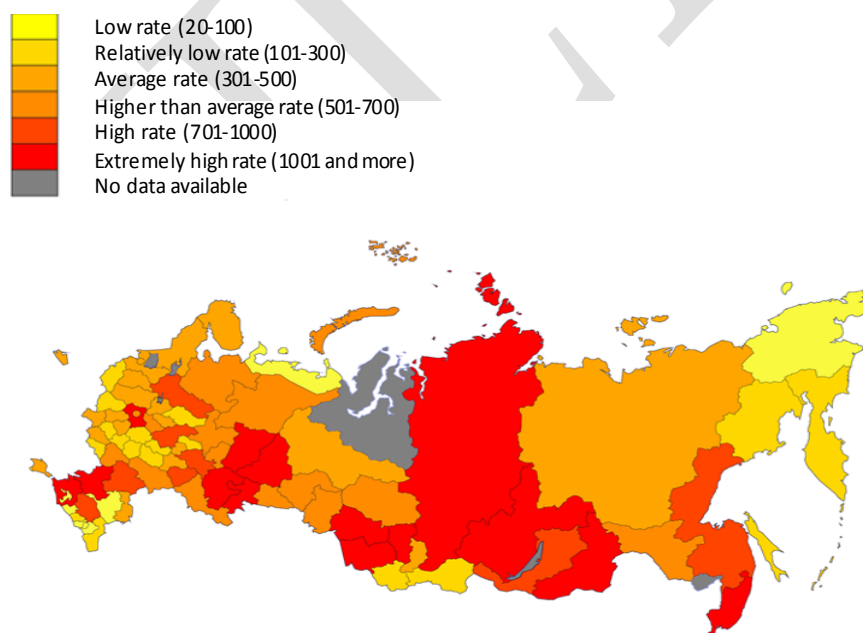 Low rate (20-100)
Relatively low rate (101-300)
Average rate (301-500)
Higher than average rate (501-700)
High rate (701-1000)
Extremely high rate (1001 and more)
No data available